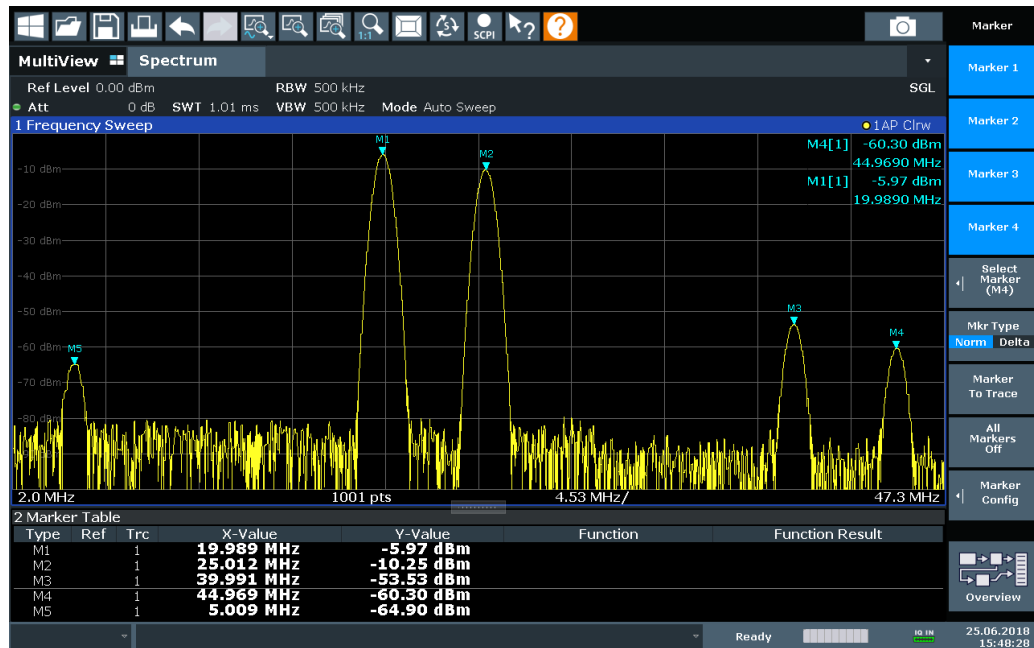 1:1
SCPI
Marker
MultiView
Spectrum
Marker 1
Ref Level 0.00 dBm RBW 500 kHz SGL
Att 0 dB SWT 1.01 ms VBW 500 kHz Mode Auto Sweep
1 Frequency Sweep 1AP Clrw
Marker 2
M1
M2
M4[1] -60.30 dBm
44.9690 MHz
M1[1] -5.97 dBm
19.9890 MHz
Marker 3
-10 dBm
-20 dBm
-30 dBm
-40 dBm
-50 dBm
-60 dBm
-70 dBm
-80 dBm
M5
M3
M4
Marker 4
Select
Marker
(M4)
Mkr Type
Norm Delta
Marker
To Trace
All
Markers
Off
Marker
Config
2.0 MHz 1001 pts 4.53 MHz/ 47.3 MHz
2 Marker Table
Type Ref Trc X-Value Y-Value Function Function Result
M1 1 19.989 MHz -5.97 dBm
M2 1 25.012 MHz -10.25 dBm
M3 1 39.991 MHz -53.53 dBm
M4 1 44.969 MHz -60.30 dBm
M5 1 5.009 MHz -64.90 dBm
Overview
Ready
IQ IN
25.06.2018
15:48:28